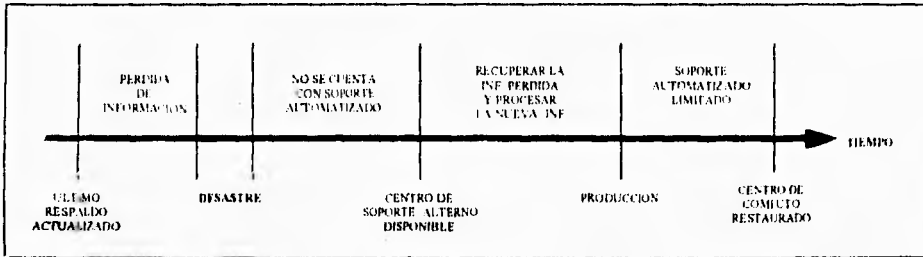 PERDIDA
DE
INFORMACION
NO SE CUENTA
CON SOPORTE
AUTOMATIZADO
RECUPERAR LA
INF. PERDIDA
Y PROCESAR
LA NUEVA INF
SOPORTE
AUTOMATIZADO
LIMITADO
TIEMPO
ULTIMO
RESPALDO
ACTUALIZADO
DESASTRE
CENTRO DE
SOPORTE ALTERNO
DISPONIBLE
PRODUCCION
CENTRO DE
COMPUTO
RESTAURADO